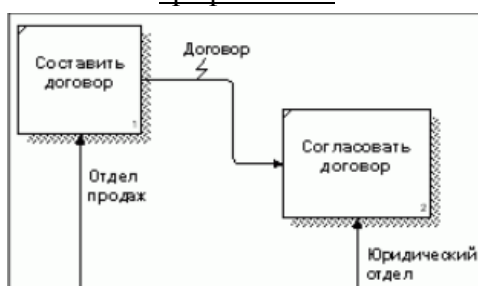 Договор
Составить
договор
1
Согласовать
договор
2
Отдел
продаж
Юридический
отдел